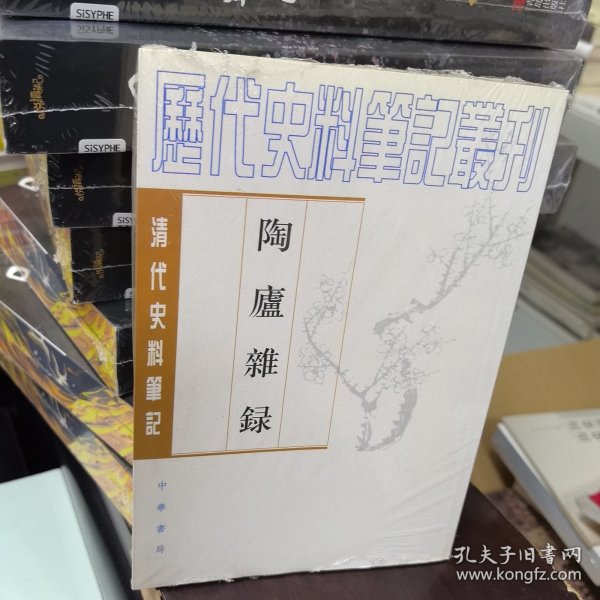 SiSYPHE
SiSYPHE
歷代史料筆記叢刊
清代史料筆記
陶廬雜録
中華書局
孔夫子旧书网
www.kongfz.com